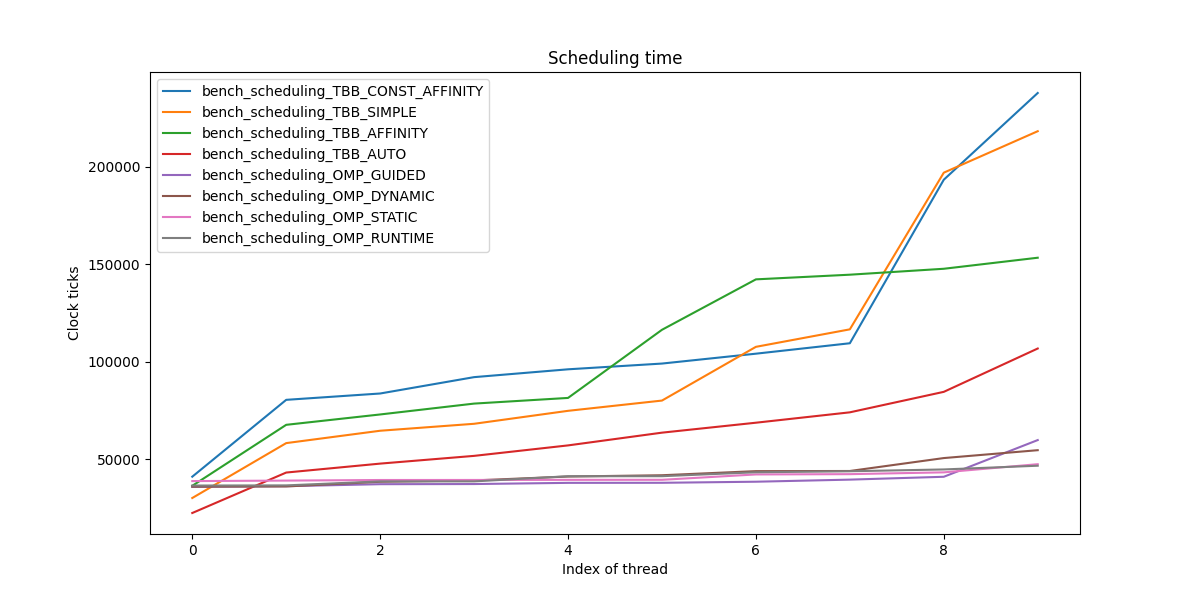 Scheduling time
bench_scheduling_TBB_CONST_AFFINITY
bench_scheduling_TBB_SIMPLE
bench_scheduling_TBB_AFFINITY
bench_scheduling_TBB_AUTO
bench_scheduling_OMP_GUIDED
bench_scheduling_OMP_DYNAMIC
bench_scheduling_OMP_STATIC
bench_scheduling_OMP_RUNTIME
Clock ticks
200000
150000
100000
50000
0 2 4 6 8
Index of thread